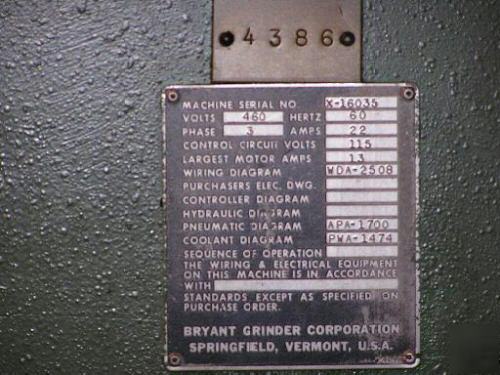 4386
MACHINE SERIAL NO X-16035
VOLTS 460 HERTZ 60
PHASE 3 AMPS 22
CONTROL CIRCUIT VOLTS 115
LARGEST MOTOR AMPS 13
WIRING DIAGRAM WDA-2508
PURCHASERS ELEC. DWG.
CONTROLLER DIAGRAM
HYDRAULIC DIAGRAM
PNEUMATIC DIAGRAM APA-1700
COOLANT DIAGRAM PWA-1474
SEQUENCE OF OPERATION
THE WIRING & ELECTRICAL EQUIPMENT
ON THIS MACHINE IS IN ACCORDANCE
WITH
STANDARDS EXCEPT AS SPECIFIED ON
PURCHASE ORDER.
BRYANT GRINDER CORPORATION
SPRINGFIELD, VERMONT, U.S.A.